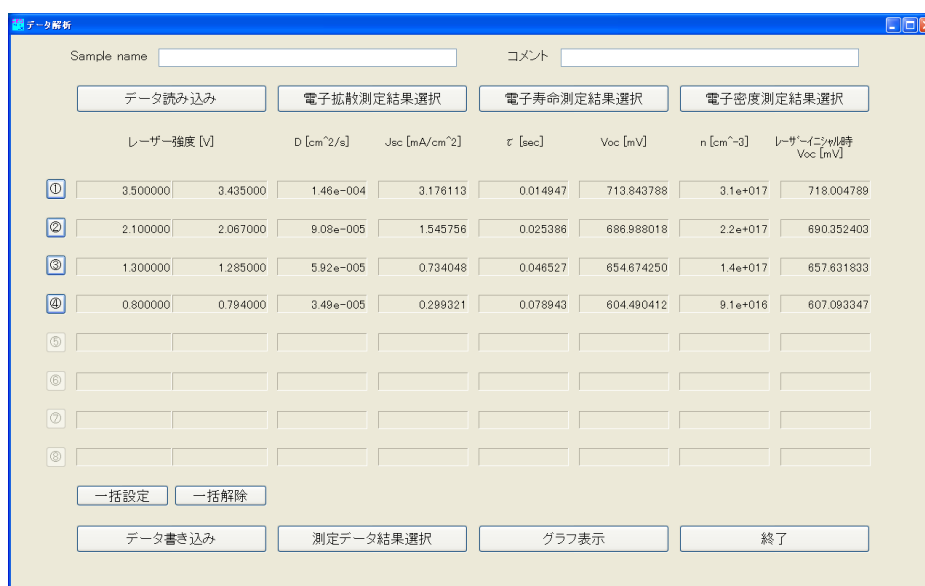 データ解析
Sample name コメント
データ読み込み 電子拡散測定結果選択 電子寿命測定結果選択 電子密度測定結果選択
レーザー強度 [V] D [cm^2/s] Jsc [mA/cm^2] τ [sec] Voc [mV] n [cm^-3] レーザーイニシャル時
Voc [mV]
① 3.500000 3.435000 1.46e-004 3.176113 0.014947 713.843788 3.1e+017 718.004789
② 2.100000 2.067000 9.08e-005 1.545756 0.025386 686.988018 2.2e+017 690.352403
③ 1.300000 1.285000 5.92e-005 0.734048 0.046527 654.674250 1.4e+017 657.631833
④ 0.800000 0.794000 3.49e-005 0.299321 0.078943 604.490412 9.1e+016 607.093347
⑤
⑥
⑦
⑧
一括設定 一括解除
データ書き込み 測定データ結果選択 グラフ表示 終了